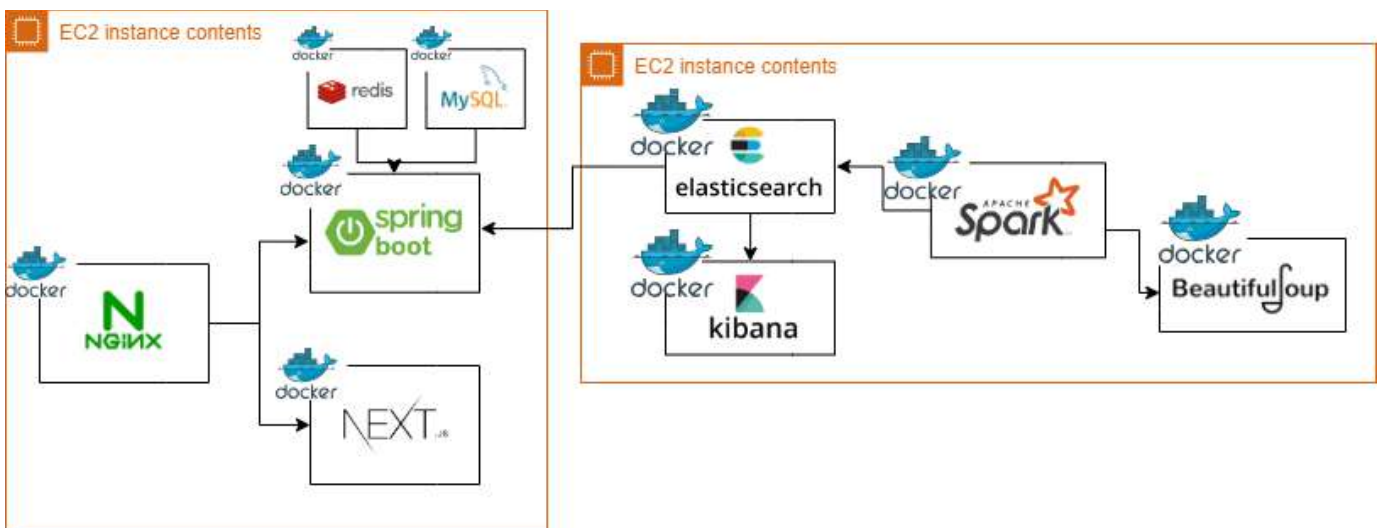 EC2 instance contents
docker
redis
docker
MySQL
docker
spring
boot
docker
NGINX
docker
NEXT.JS
EC2 instance contents
docker
elasticsearch
docker
kibana
docker
APACHE
Spark
docker
BeautifulSoup